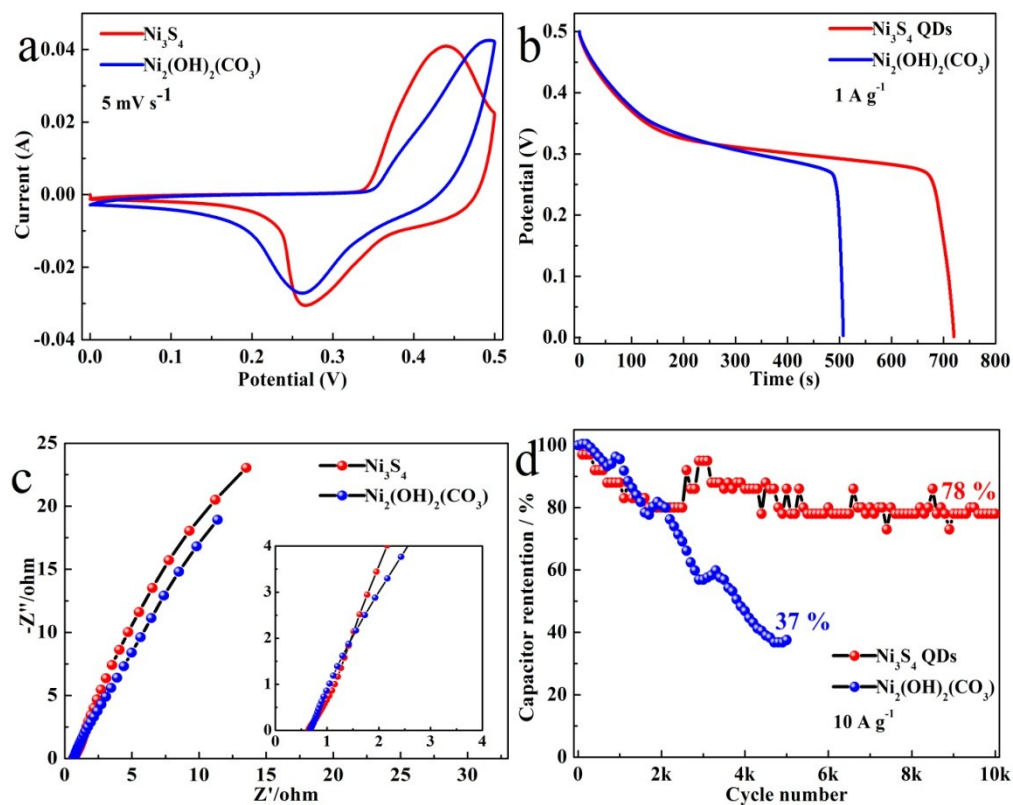 a
Ni₃S₄
Ni₂(OH)₂(CO₃)
5 mV s⁻¹
0.04
0.02
0.00
-0.02
-0.04
Current (A)
0.0 0.1 0.2 0.3 0.4 0.5
Potential (V)
b
Ni₃S₄ QDs
Ni₂(OH)₂(CO₃)
1 A g⁻¹
0.5
0.4
0.3
0.2
0.1
0.0
Potential (V)
0 100 200 300 400 500 600 700 800
Time (s)
c
Ni₃S₄
Ni₂(OH)₂(CO₃)
25
20
15
10
5
0
-Z''/ohm
0 5 10 15 20 25 30
Z'/ohm
4
3
2
1
0
0 1 2 3 4
d
100
80
60
40
20
0
Capacitor rentention / %
78 %
37 %
Ni₃S₄ QDs
Ni₂(OH)₂(CO₃)
10 A g⁻¹
0 2k 4k 6k 8k 10k
Cycle number